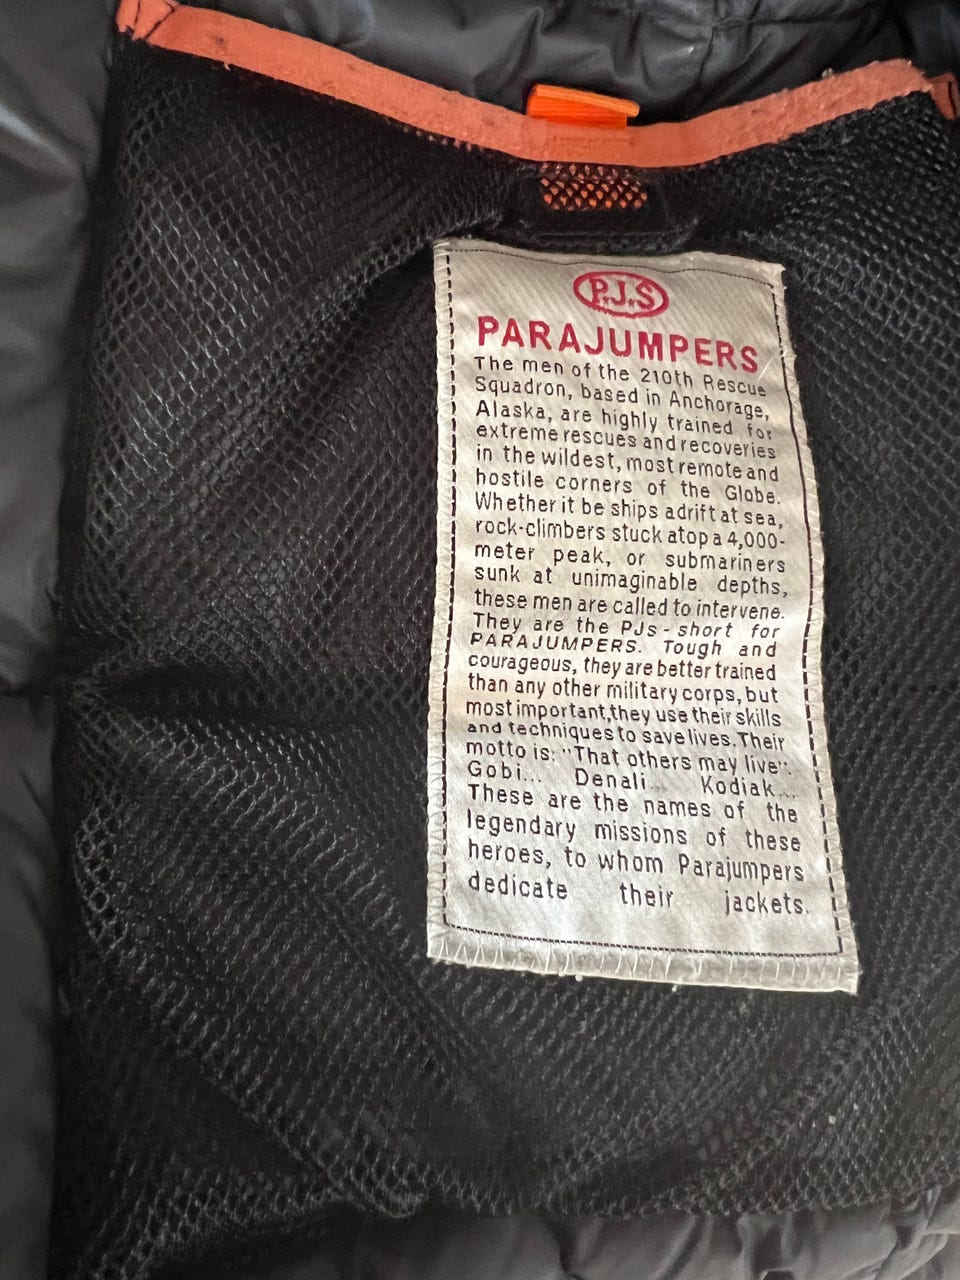 P.J.S
PARAJUMPERS
The men of the 210th Rescue
Squadron, based in Anchorage,
Alaska, are highly trained for
extreme rescues and recoveries
in the wildest, most remote and
hostile corners of the Globe.
Whether it be ships adrift at sea,
rock-climbers stuck atop a 4,000-
meter peak, or submariners
sunk at unimaginable depths,
these men are called to intervene.
They are the PJs - short for
PARAJUMPERS. Tough and
courageous, they are better trained
than any other military corps, but
most important,they use their skills
and techniques to save lives. Their
motto is: "That others may live".
Gobi... Denali... Kodiak...
These are the names of the
legendary missions of these
heroes, to whom Parajumpers
dedicate their jackets.